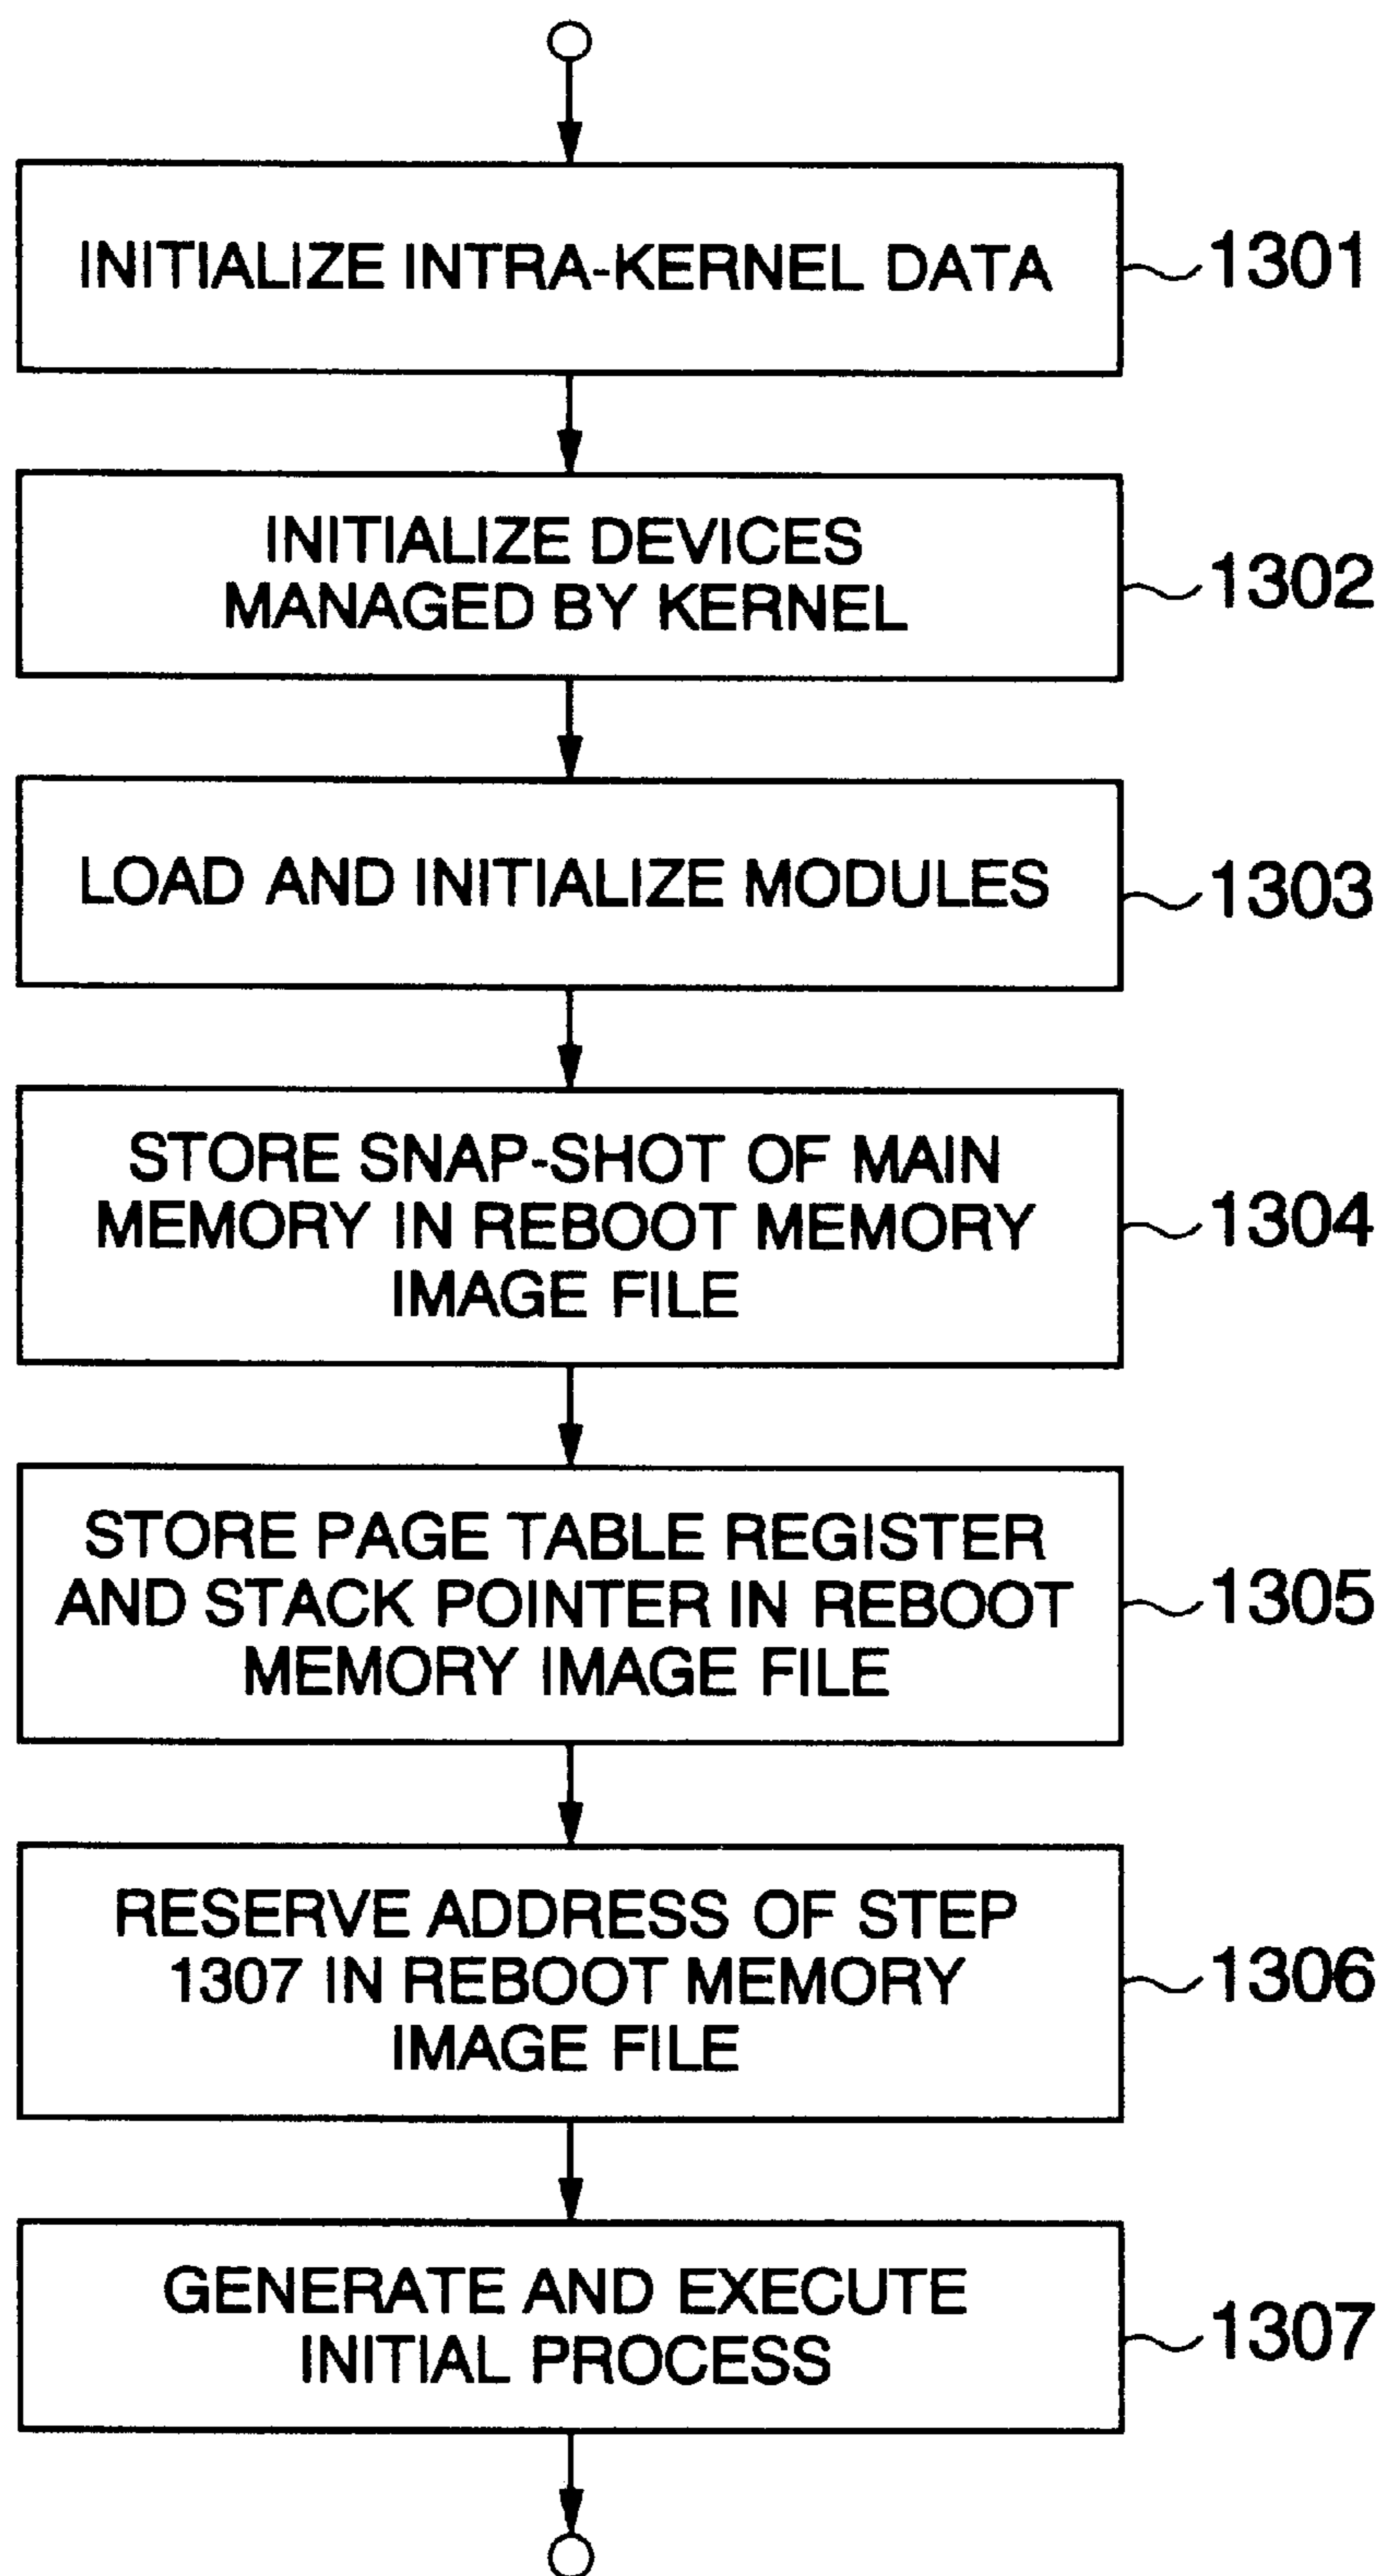 INITIALIZE INTRA-KERNEL DATA
1301
INITIALIZE DEVICES
MANAGED BY KERNEL
1302
LOAD AND INITIALIZE MODULES
1303
STORE SNAP-SHOT OF MAIN
MEMORY IN REBOOT MEMORY
IMAGE FILE
1304
STORE PAGE TABLE REGISTER
AND STACK POINTER IN REBOOT
MEMORY IMAGE FILE
1305
RESERVE ADDRESS OF STEP
1307 IN REBOOT MEMORY
IMAGE FILE
1306
GENERATE AND EXECUTE
INITIAL PROCESS
1307